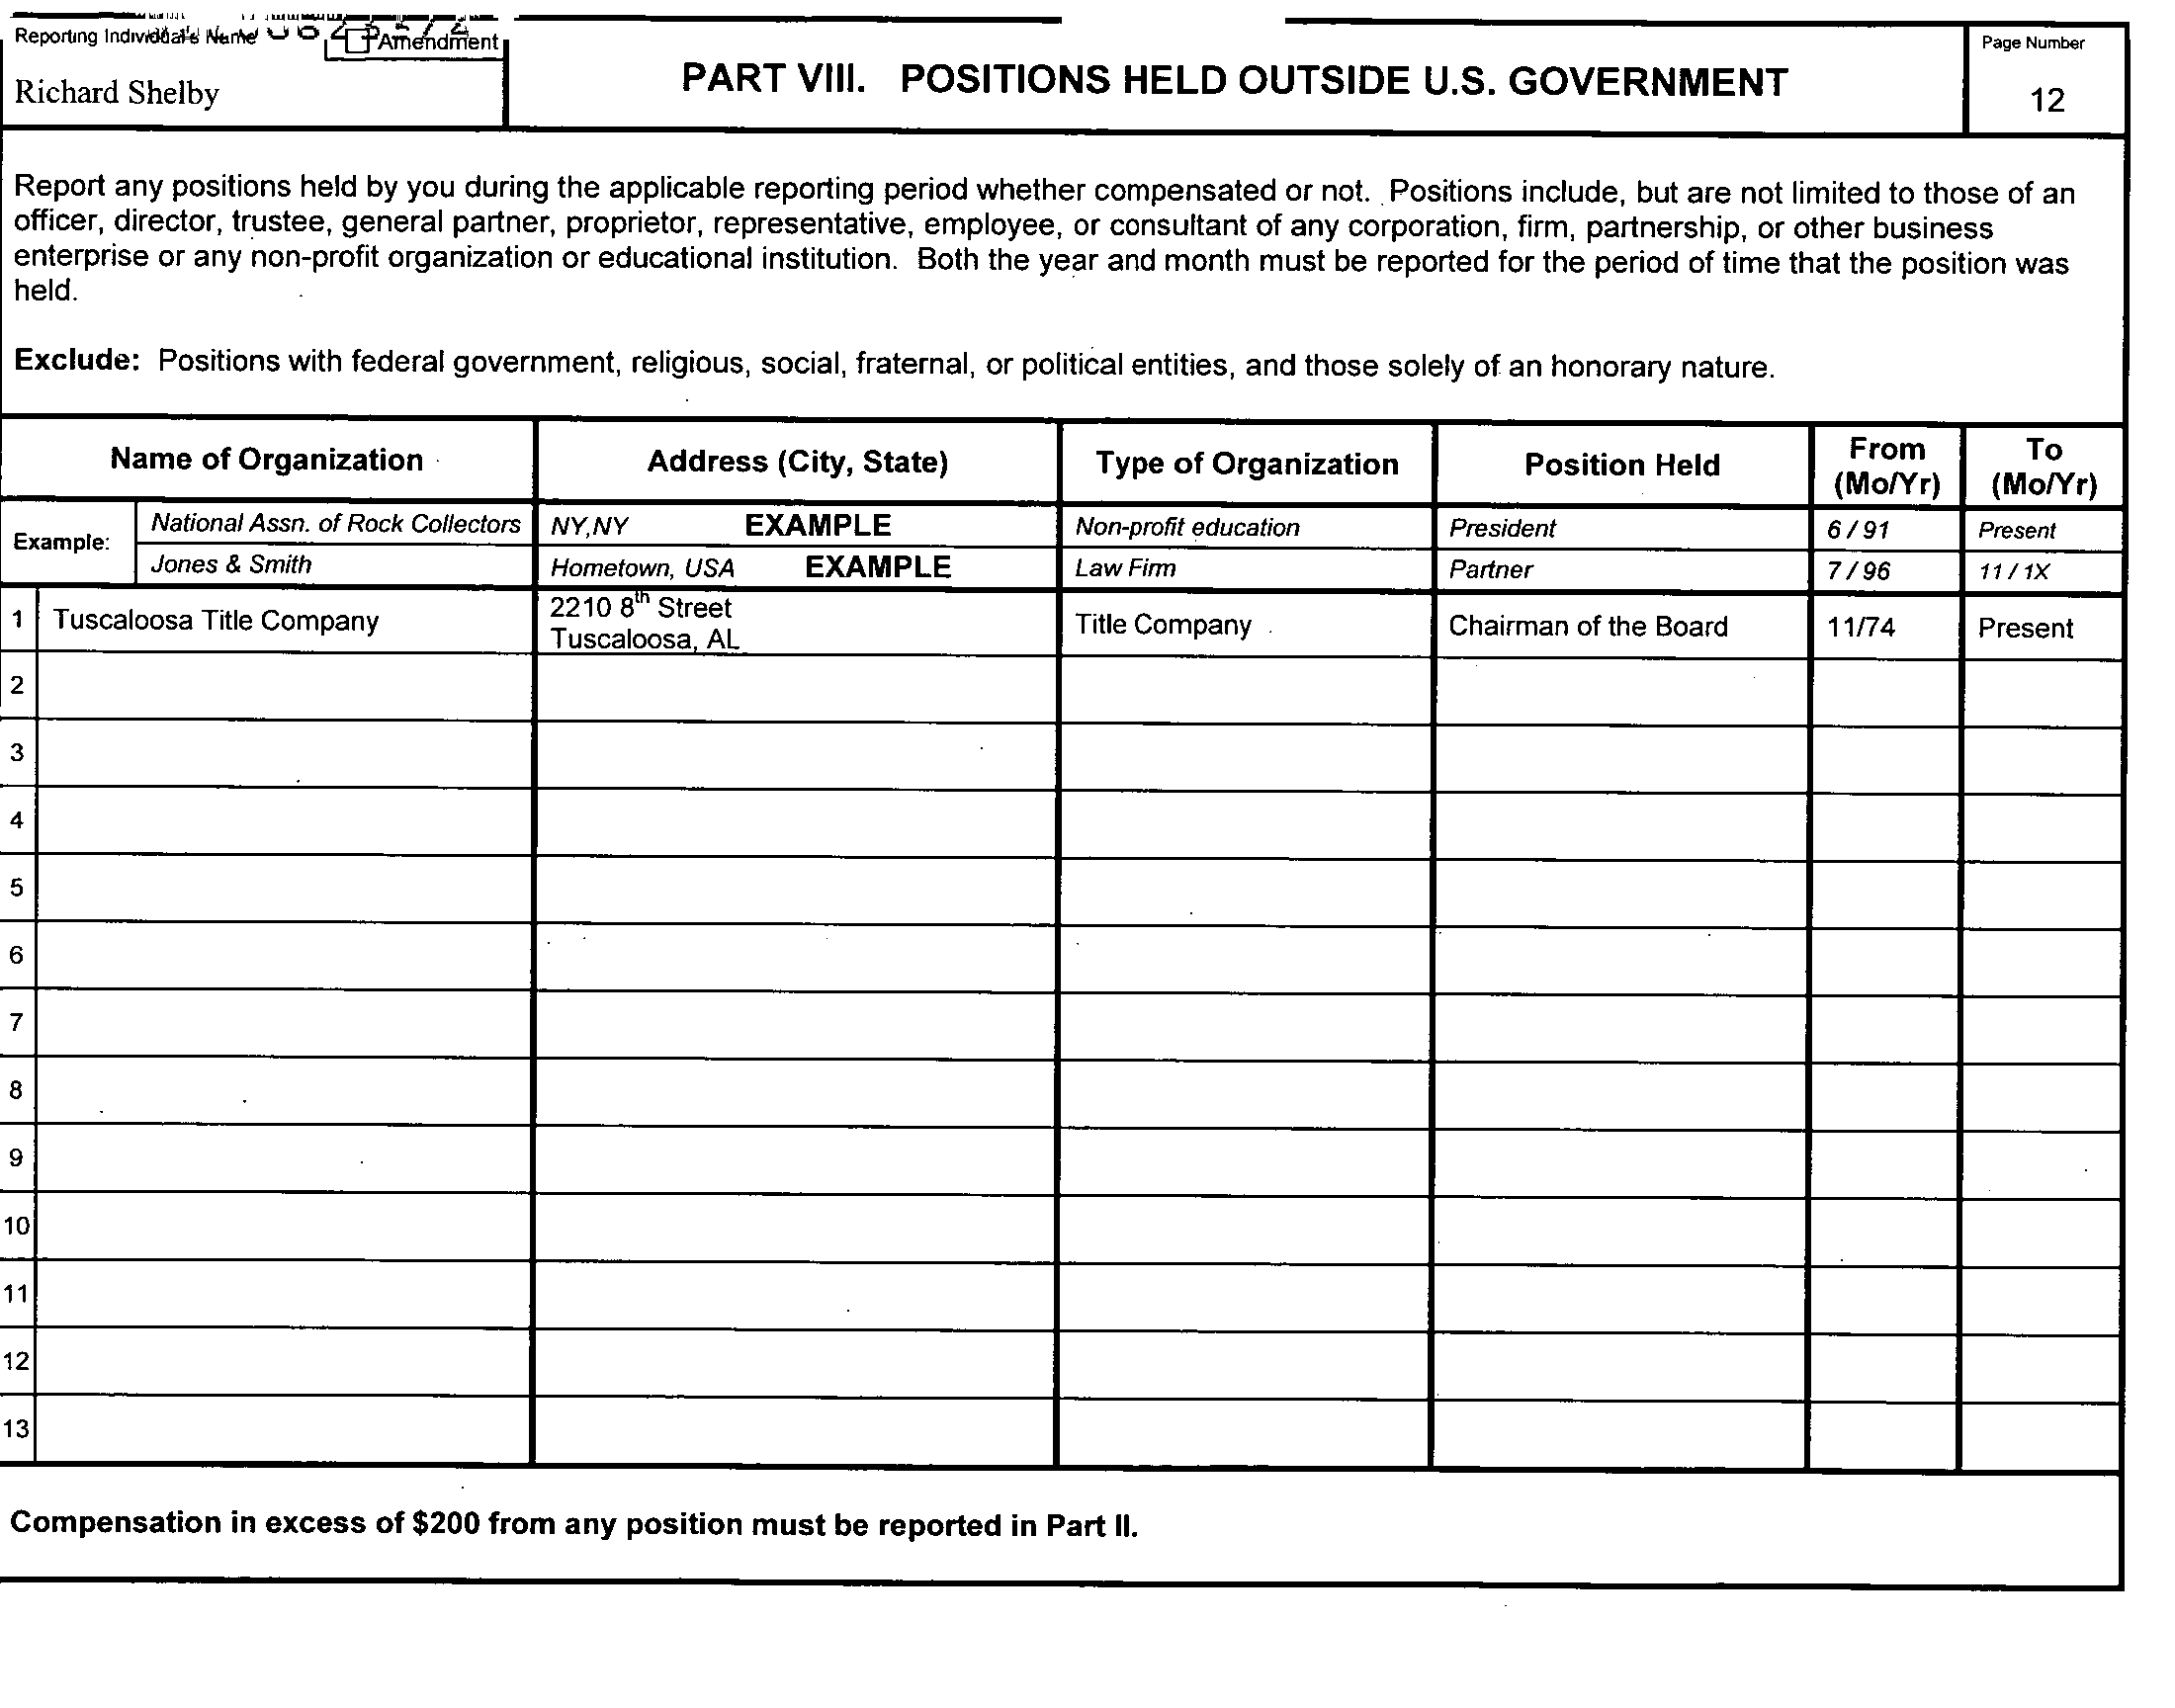 Reporting Individual's Name
Amendment
Richard Shelby
PART VIII. POSITIONS HELD OUTSIDE U.S. GOVERNMENT
Page Number
12
Report any positions held by you during the applicable reporting period whether compensated or not. Positions include, but are not limited to those of an
officer, director, trustee, general partner, proprietor, representative, employee, or consultant of any corporation, firm, partnership, or other business
enterprise or any non-profit organization or educational institution. Both the year and month must be reported for the period of time that the position was
held.
Exclude: Positions with federal government, religious, social, fraternal, or political entities, and those solely of an honorary nature.
Name of Organization Address (City, State) Type of Organization Position Held From (Mo/Yr) To (Mo/Yr)
Example: National Assn. of Rock Collectors NY,NY EXAMPLE Non-profit education President 6 / 91 Present
Jones & Smith Hometown, USA EXAMPLE Law Firm Partner 7 / 96 11 / 1X
1 Tuscaloosa Title Company 2210 8th Street Tuscaloosa, AL Title Company Chairman of the Board 11/74 Present
2
3
4
5
6
7
8
9
10
11
12
13
Compensation in excess of $200 from any position must be reported in Part II.